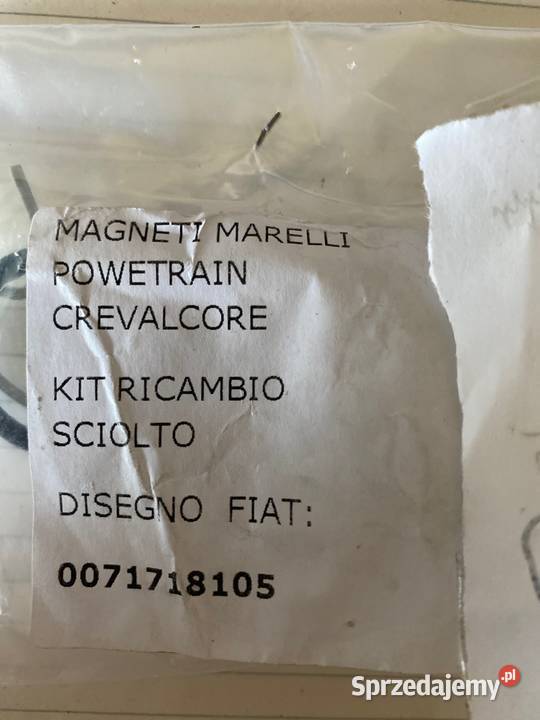 MAGNETI MARELLI
POWETRAIN
CREVALCORE
KIT RICAMBIO
SCIOLTO
DISEGNO FIAT:
0071718105
Sprzedajemy.pl